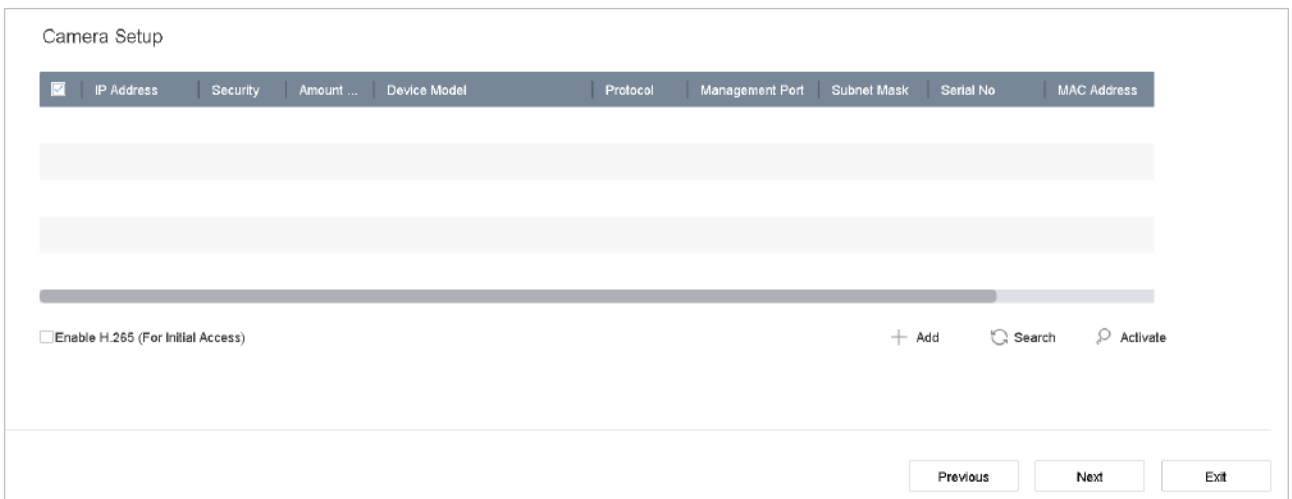 Camera Setup
IP Address Security Amount ... Device Model Protocol Management Port Subnet Mask Serial No MAC Address
Enable H.265 (For Initial Access) Add Search Activate
Previous Next Exit